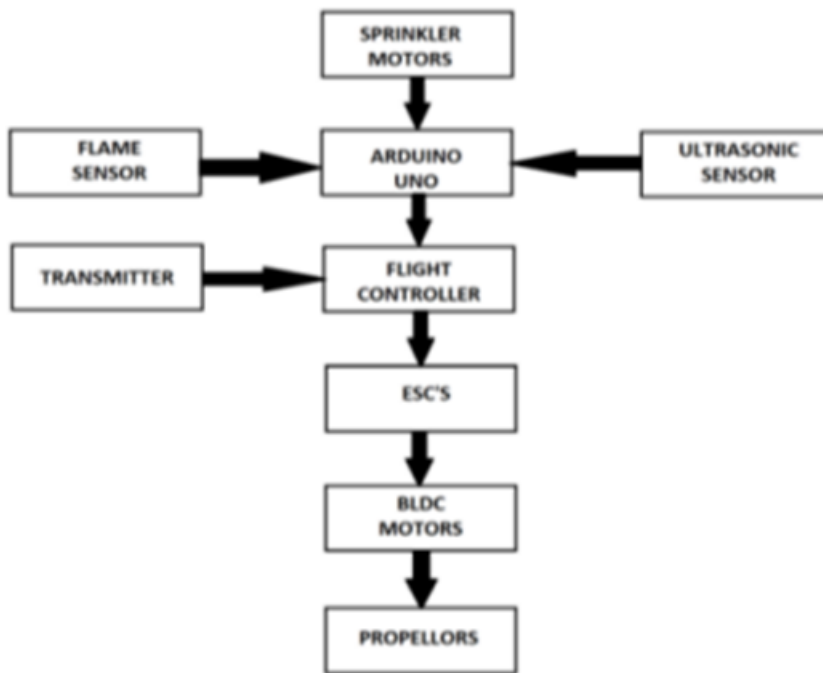 SPRINKLER
MOTORS
FLAME
SENSOR
ARDUINO
UNO
ULTRASONIC
SENSOR
TRANSMITTER
FLIGHT
CONTROLLER
ESC'S
BLDC
MOTORS
PROPELLORS